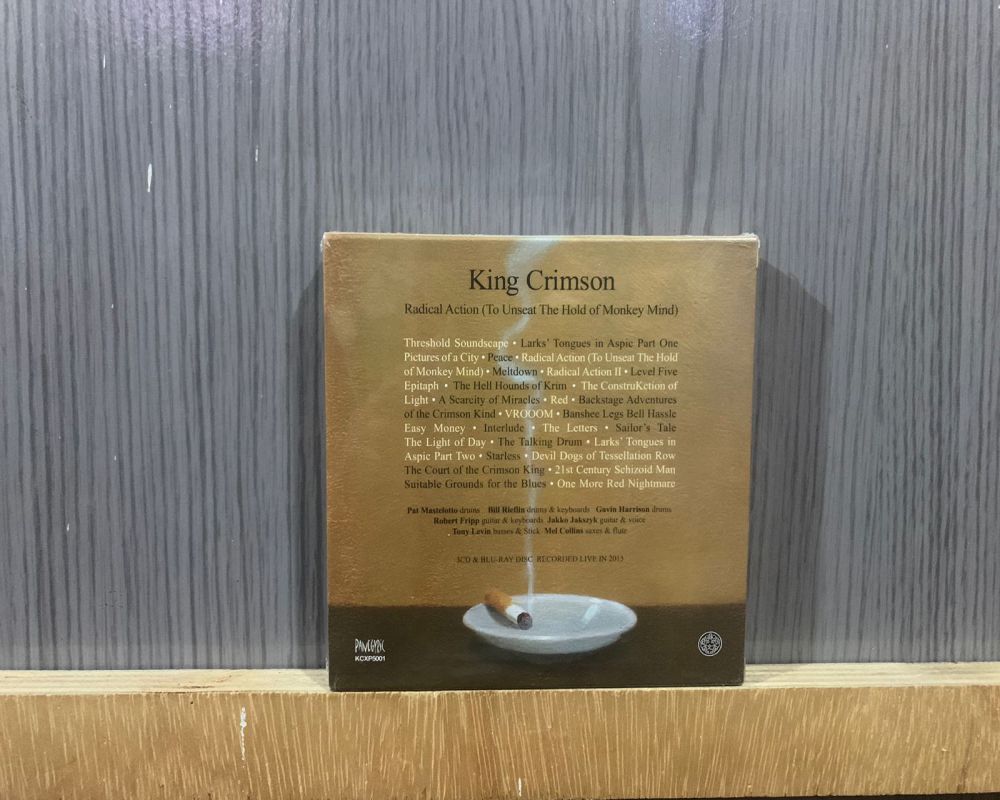 King Crimson
Radical Action (To Unseat The Hold of Monkey Mind)
Threshold Soundscape • Larks' Tongues in Aspic Part One
Pictures of a City • Peace • Radical Action (To Unseat The Hold
of Monkey Mind) • Meltdown • Radical Action II • Level Five
Epitaph • The Hell Hounds of Krim • The ConstruKction of
Light • A Scarcity of Miracles • Red • Backstage Adventures
of the Crimson Kind • VROOOM • Banshee Legs Bell Hassle
Easy Money • Interlude • The Letters • Sailor's Tale
The Light of Day • The Talking Drum • Larks' Tongues in
Aspic Part Two • Starless • Devil Dogs of Tessellation Row
The Court of the Crimson King • 21st Century Schizoid Man
Suitable Grounds for the Blues • One More Red Nightmare
Pat Mastelotto drums Bill Rieflin drums & keyboards Gavin Harrison drums
Robert Fripp guitar & keyboards Jakko Jakszyk guitar & voice
Tony Levin basses & Stick Mel Collins saxes & flute
3CD & BLU-RAY DISC RECORDED LIVE IN 2015
PANEGYRIC
KCXP5001